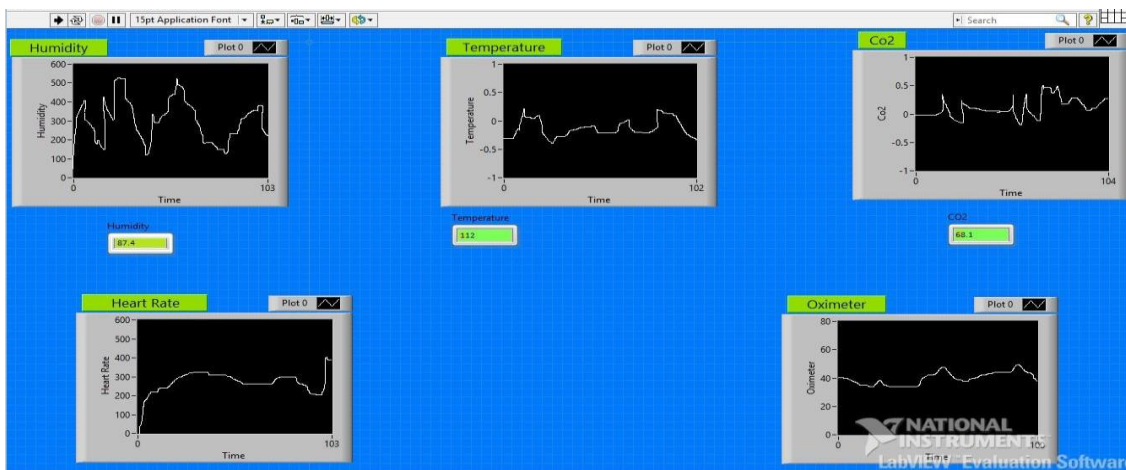 15pt Application Font
Search
Humidity
Plot 0
600
500
400
300
200
100
0
Humidity
0
103
Time
Humidity
87.4
Temperature
Plot 0
1
0.5
0
-0.5
-1
Temperature
0
102
Time
Temperature
112
Co2
Plot 0
1
0.5
0
-0.5
-1
Co2
0
104
Time
CO2
68.1
Heart Rate
Plot 0
600
500
400
300
200
100
0
Heart Rate
0
103
Time
Oximeter
Plot 0
80
60
40
20
0
Oximeter
0
Time
NATIONAL
INSTRUMENTS
LabVIEW Evaluation Software